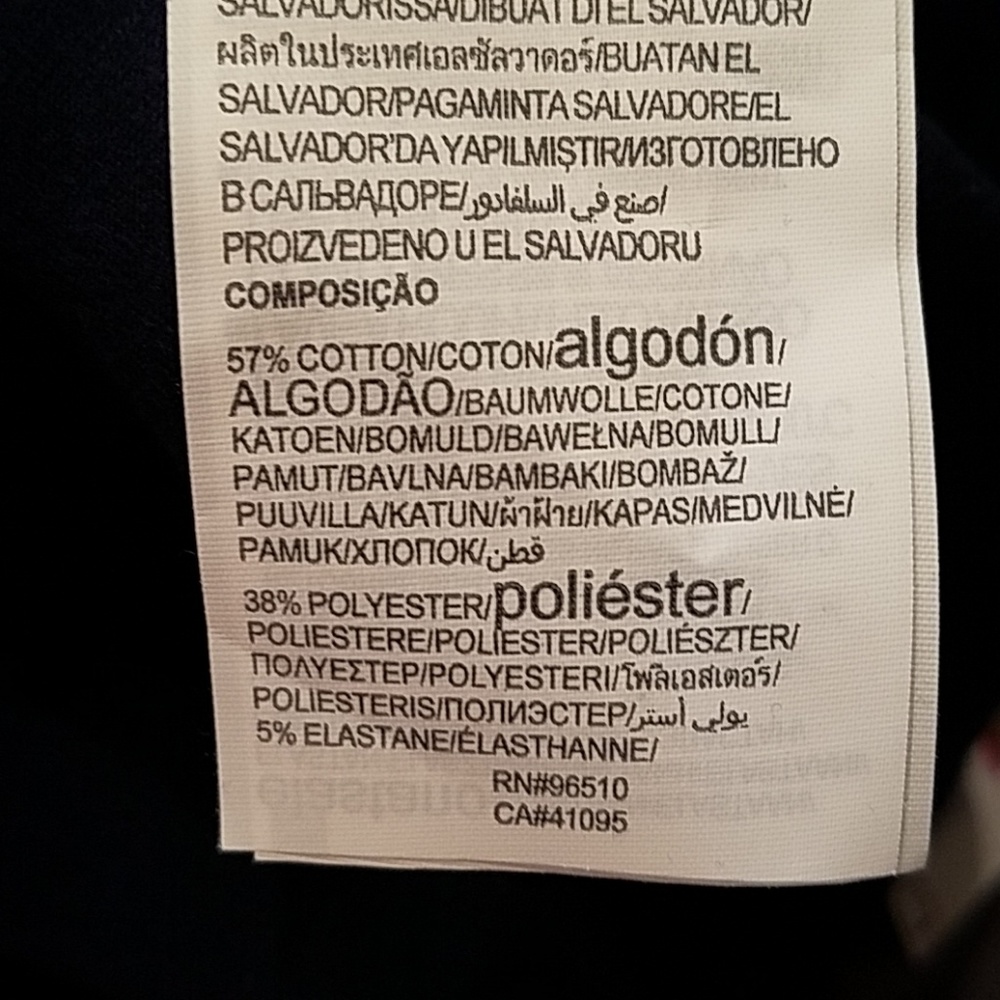 SALVADORISSA/DIBUAT DI EL SALVADOR/
ผลิตในประเทศเอลซัลวาดอร์/BUATAN EL
SALVADOR/PAGAMINTA SALVADORE/EL
SALVADOR'DA YAPILMIŞTIR/ИЗГОТОВЛЕНО
В САЛЬВАДОРЕ/صنع في السلفادور/
PROIZVEDENO U EL SALVADORU
COMPOSIÇÃO
57% COTTON/COTON/algodón/
ALGODÃO/BAUMWOLLE/COTONE/
KATOEN/BOMULD/BAWEŁNA/BOMULL/
PAMUT/BAVLNA/BAMBAKI/BOMBAŽ/
PUUVILLA/KATUN/ผ้าฝ้าย/KAPAS/MEDVILNĖ/
PAMUK/ХЛОПОК/قطن
38% POLYESTER/poliéster/
POLIESTERE/POLÍESTER/POLIÉSZTER/
ΠΟΛΥΕΣΤΕΡ/POLYESTERI/โพลีเอสเตอร์/
POLIESTERIS/ПОЛИЭСТЕР/يولي أستر
5% ELASTANE/ÉLASTHANNE/
RN#96510
CA#41095